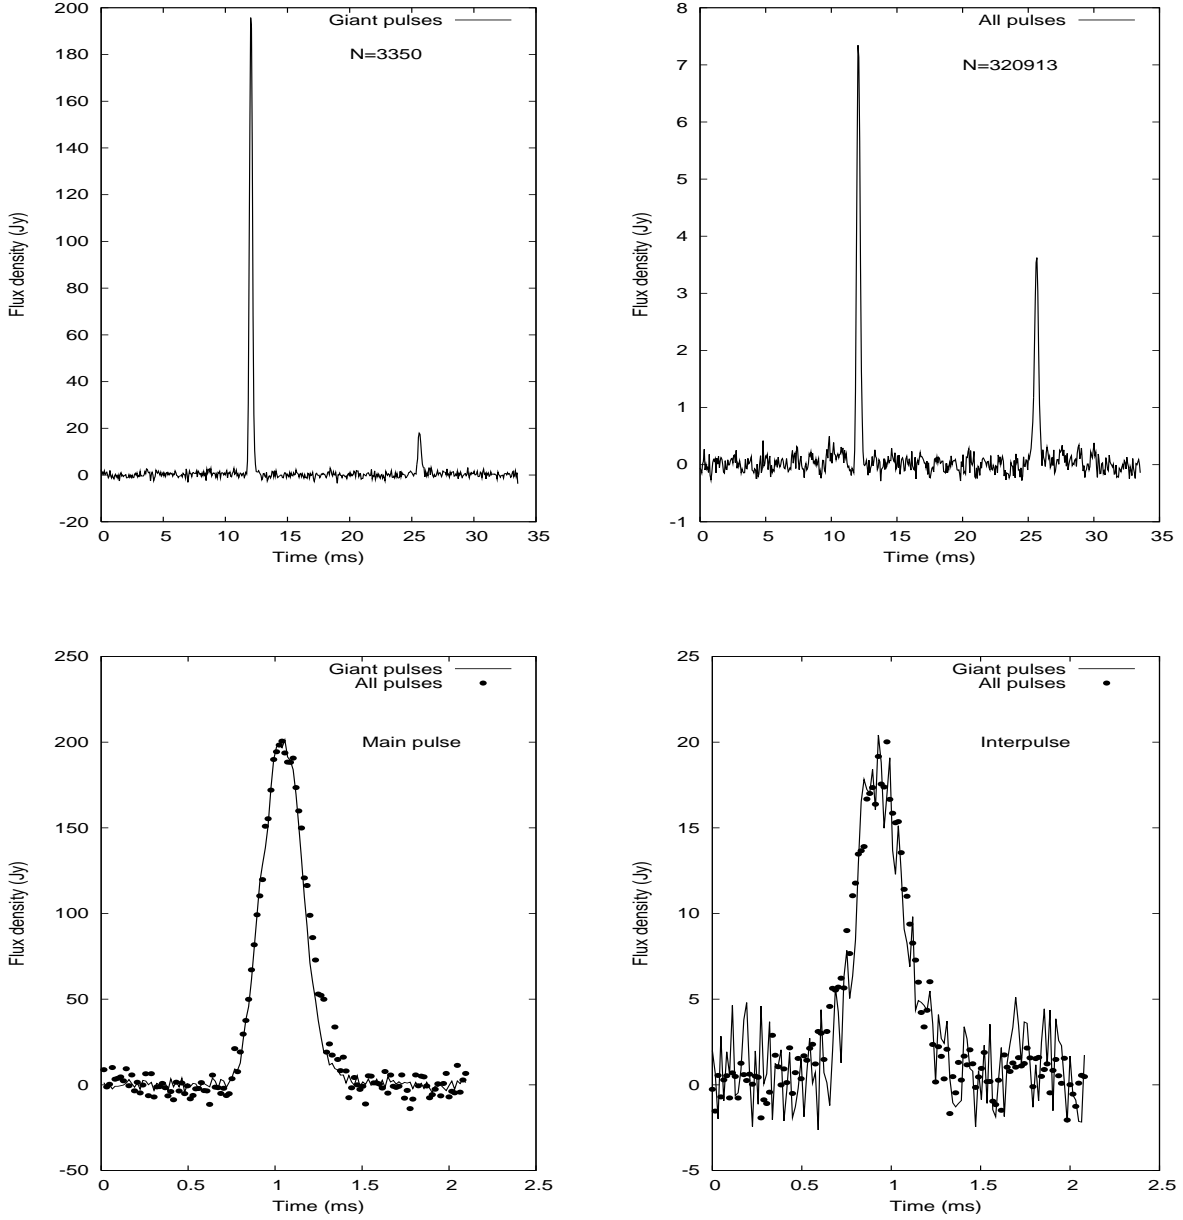 Giant pulses
N=3350
200
180
160
140
120
100
80
60
40
20
0
-20
0 5 10 15 20 25 30 35
Time (ms)
Flux density (Jy)
All pulses
N=320913
8
7
6
5
4
3
2
1
0
-1
0 5 10 15 20 25 30 35
Time (ms)
Flux density (Jy)
Giant pulses
All pulses
Main pulse
250
200
150
100
50
0
-50
0 0.5 1 1.5 2 2.5
Time (ms)
Flux density (Jy)
Giant pulses
All pulses
Interpulse
25
20
15
10
5
0
-5
0 0.5 1 1.5 2 2.5
Time (ms)
Flux density (Jy)